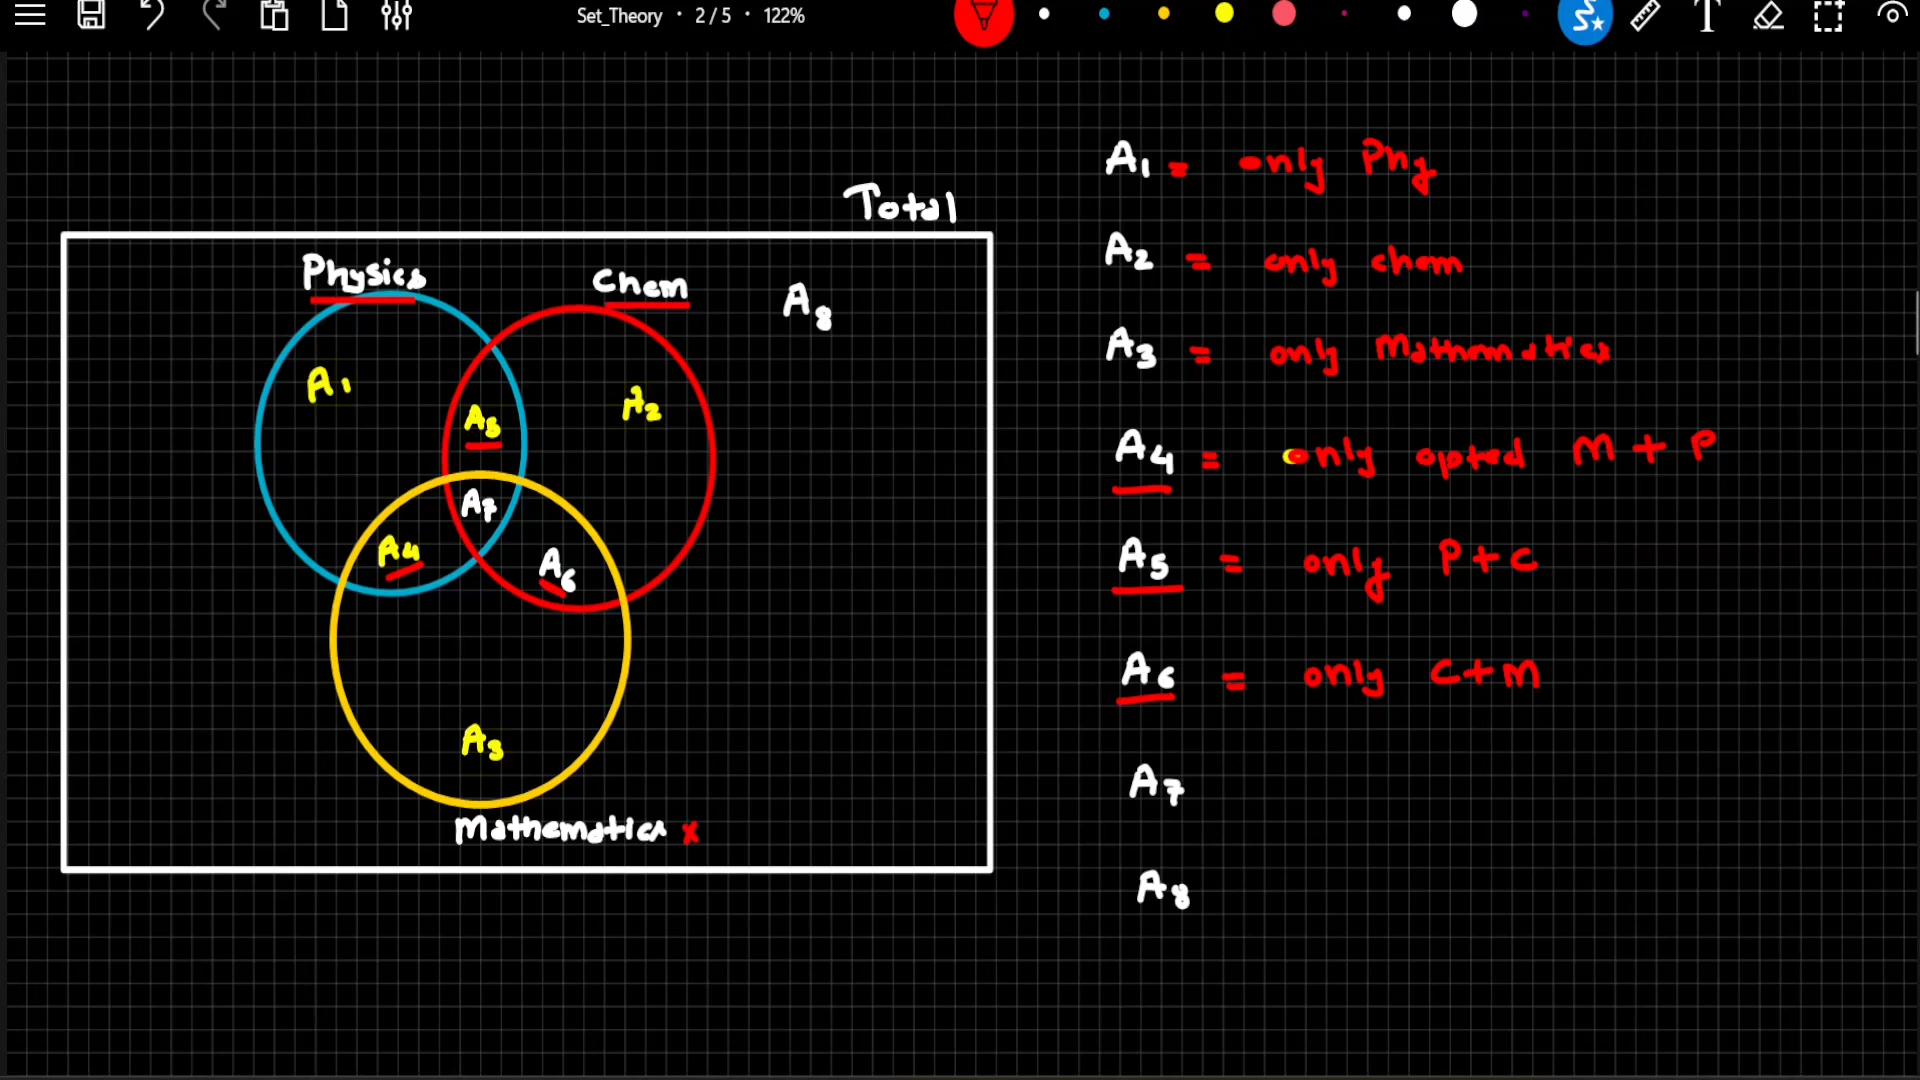 Set_Theory • 2 / 5 • 122%
T
Total
Physics
Chem
A8
A1
A2
A5
A7
A4
A6
A3
Mathematics x
A1 = only Phy
A2 = only chem
A3 = only Mathematics
A4 = only opted M + P
A5 = only P + C
A6 = only C + M
A7
A8